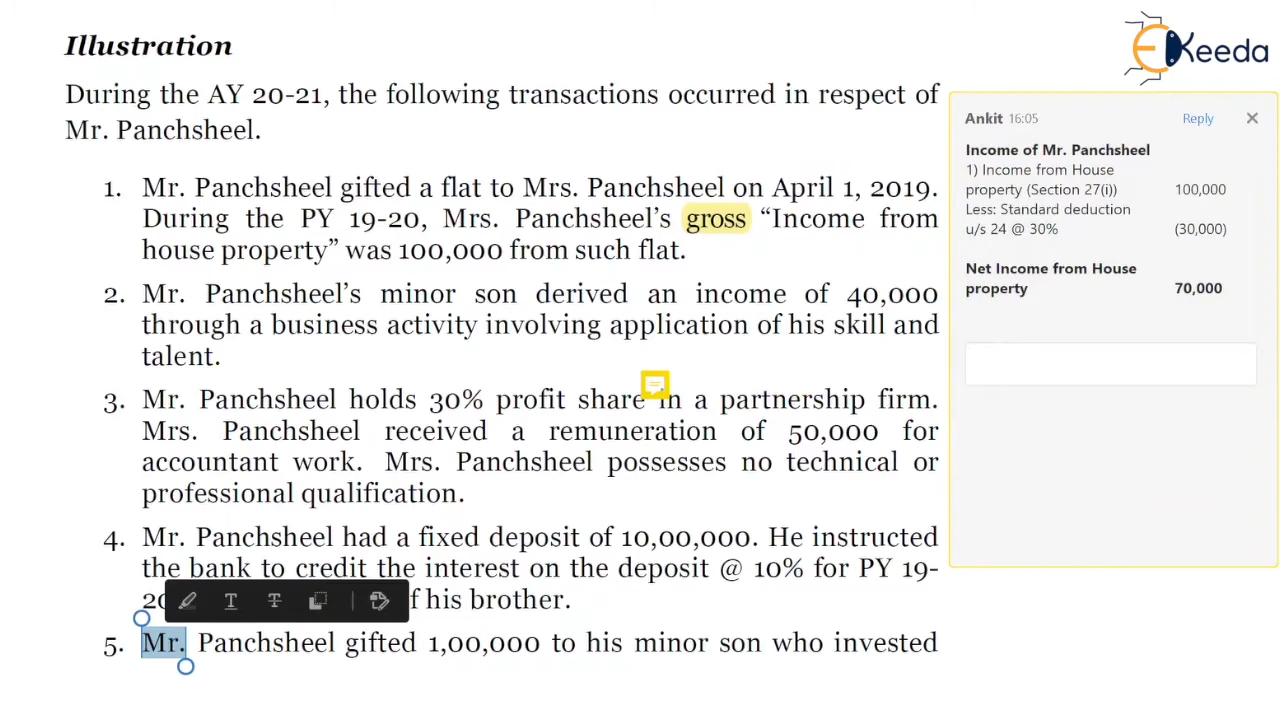 Illustration
EKeeda
During the AY 20-21, the following transactions occurred in respect of
Mr. Panchsheel.
1. Mr. Panchsheel gifted a flat to Mrs. Panchsheel on April 1, 2019.
During the PY 19-20, Mrs. Panchsheel's gross “Income from
house property” was 100,000 from such flat.
2. Mr. Panchsheel's minor son derived an income of 40,000
through a business activity involving application of his skill and
talent.
3. Mr. Panchsheel holds 30% profit share in a partnership firm.
Mrs. Panchsheel received a remuneration of 50,000 for
accountant work. Mrs. Panchsheel possesses no technical or
professional qualification.
4. Mr. Panchsheel had a fixed deposit of 10,00,000. He instructed
the bank to credit the interest on the deposit @ 10% for PY 19-
of his brother.
5. Mr. Panchsheel gifted 1,00,000 to his minor son who invested
Ankit 16:05 Reply
Income of Mr. Panchsheel
1) Income from House
property (Section 27(i)) 100,000
Less: Standard deduction
u/s 24 @ 30% (30,000)
Net Income from House
property 70,000